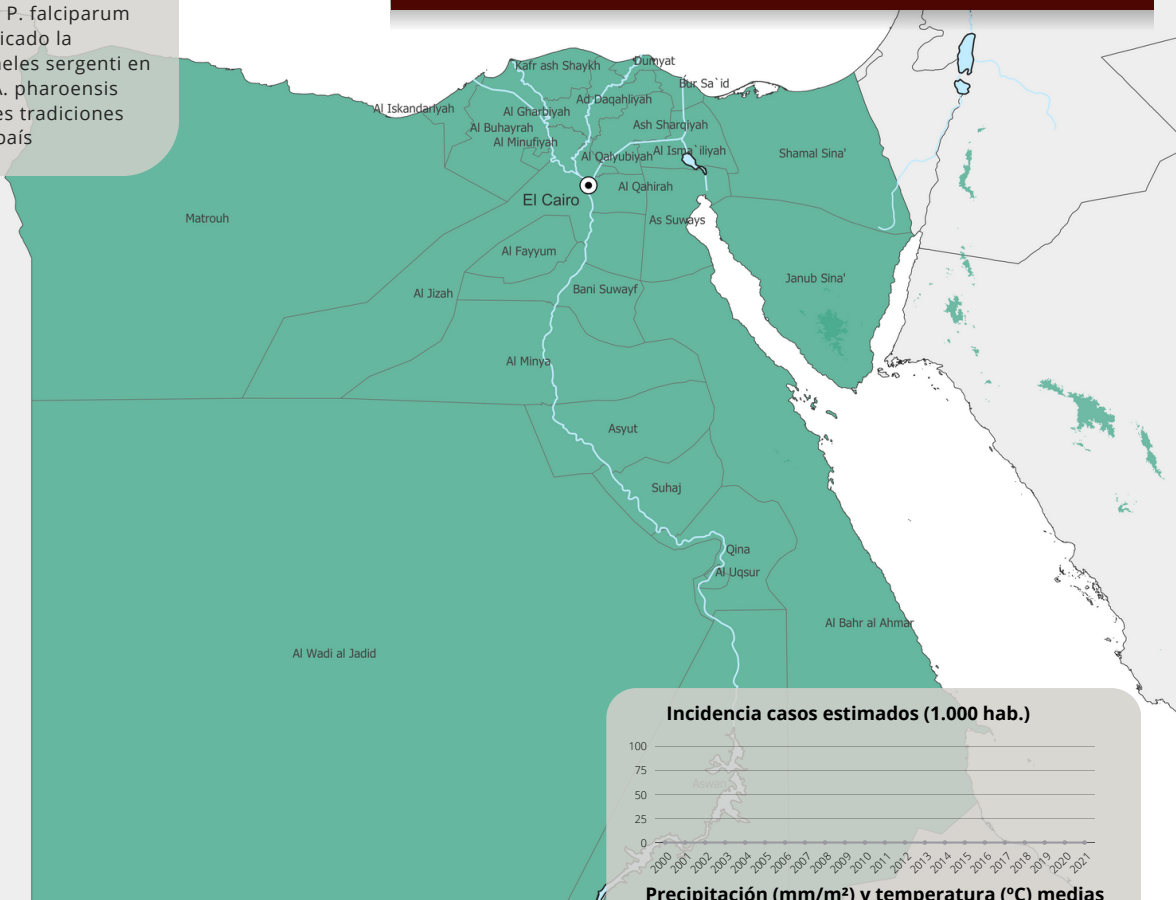 P. falciparum
icado la
eles sergenti en
A. pharoensis
es tradiciones
país
Kafr ash Shaykh
Dumyat
Bur Sa`id
Al Iskandariyah
Al Gharbiyah
Ad Daqahliyah
Al Buhayrah
Ash Sharqiyah
Al Minufiyah
Al Qalyubiyah
Al Isma`iliyah
Shamal Sina'
Al Qahirah
El Cairo
Matrouh
As Suways
Al Fayyum
Janub Sina'
Al Jizah
Bani Suwayf
Al Minya
Asyut
Suhaj
Qina
Al Uqsur
Al Bahr al Ahmar
Al Wadi al Jadid
Incidencia casos estimados (1.000 hab.)
100
75
Aswan
50
25
0
2000 2001 2002 2003 2004 2005 2006 2007 2008 2009 2010 2011 2012 2013 2014 2015 2016 2017 2018 2019 2020 2021
Precipitación (mm/m²) y temperatura (ºC) medias